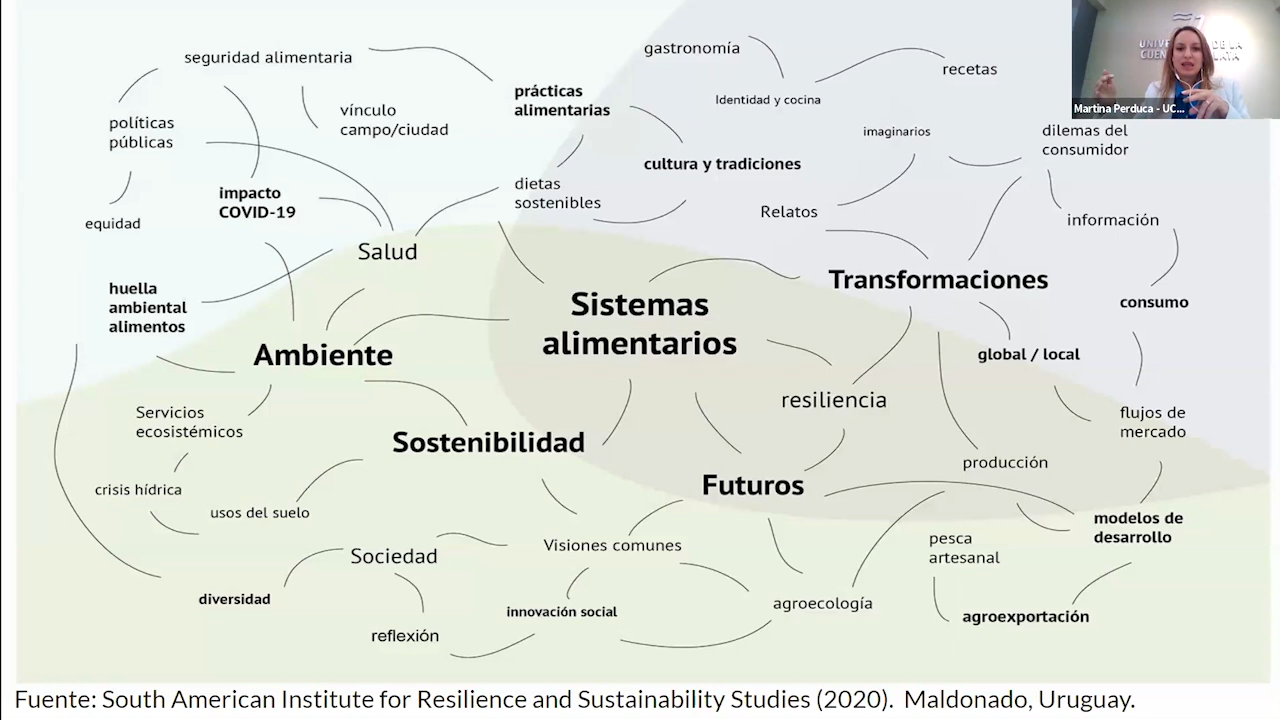 seguridad alimentaria
políticas
públicas
equidad
vínculo
campo/ciudad
impacto
COVID-19
Salud
huella
ambiental
alimentos
prácticas
alimentarias
dietas
sostenibles
gastronomía
Identidad y cocina
recetas
cultura y tradiciones
imaginarios
Relatos
dilemas del
consumidor
información
consumo
Transformaciones
global / local
flujos de
mercado
Sistemas
alimentarios
Ambiente
Servicios
ecosistémicos
crisis hídrica
usos del suelo
Sostenibilidad
resiliencia
Futuros
producción
modelos de
desarrollo
pesca
artesanal
agroexportación
Sociedad
Visiones comunes
diversidad
reflexión
innovación social
agroecología
Martina Perduca - UC...
Fuente: South American Institute for Resilience and Sustainability Studies (2020). Maldonado, Uruguay.